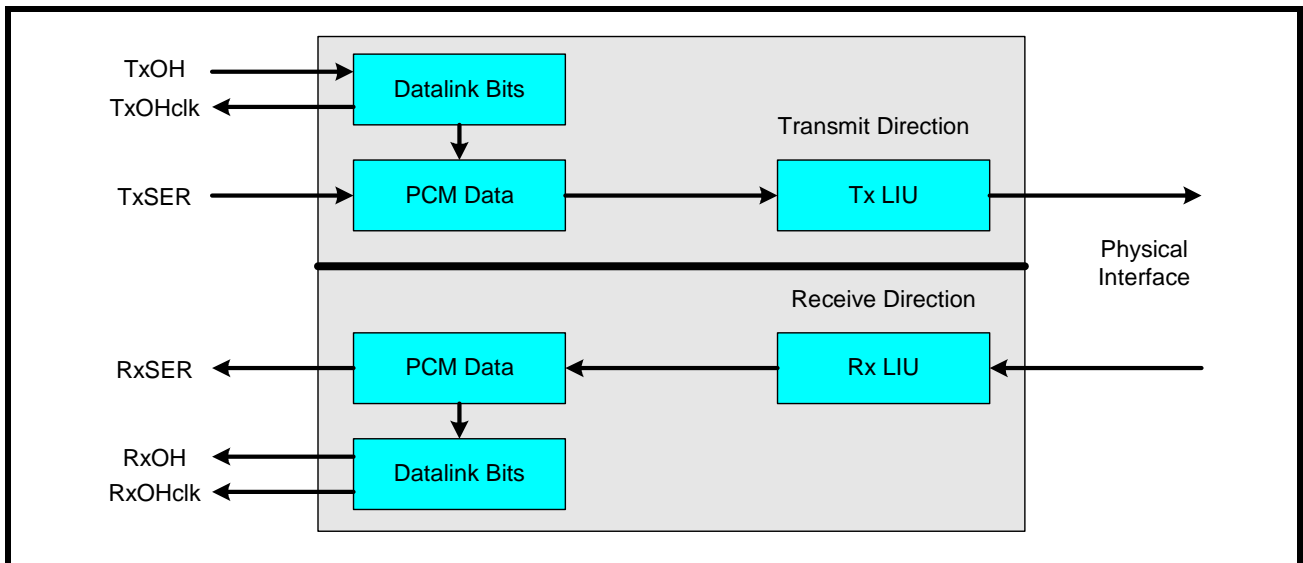 TxOH
Datalink Bits
TxOHclk
Transmit Direction
TxSER
PCM Data
Tx LIU
Physical
Interface
Receive Direction
RxSER
PCM Data
Rx LIU
RxOH
Datalink Bits
RxOHclk